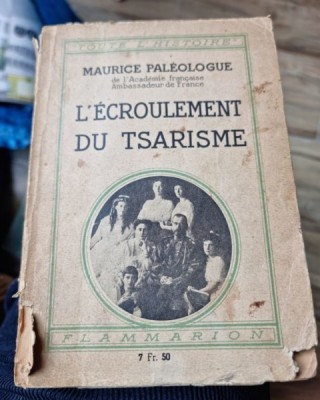 "TOUTE L'HISTOIRE"
MAURICE PALÉOLOGUE
de l'Académie française
ambassadeur de France
L'ÉCROULEMENT
DU TSARISME
FLAMMARION
7 Fr. 50